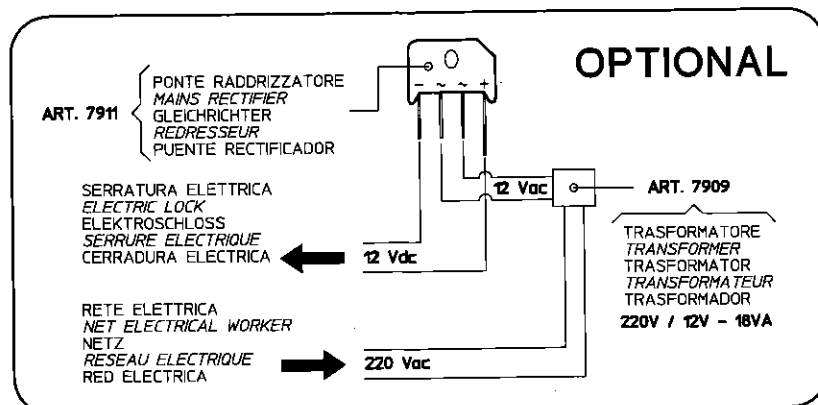 OPTIONAL
ART. 7911
PONTE RADDRIZZATORE
MAINS RECTIFIER
GLEICHRICHTER
REDRESSEUR
PUENTE RECTIFICADOR
- ~ ~ +
SERRATURA ELETTRICA
ELECTRIC LOCK
ELEKTROSCHLOSS
SERRURE ELECTRIQUE
CERRADURA ELECTRICA
12 Vdc
12 Vac
ART. 7909
TRASFORMATORE
TRANSFORMER
TRASFORMATOR
TRANSFORMATEUR
TRASFORMADOR
220V / 12V - 18VA
RETE ELETTRICA
NET ELECTRICAL WORKER
NETZ
RESEAU ELECTRIQUE
RED ELECTRICA
220 Vac